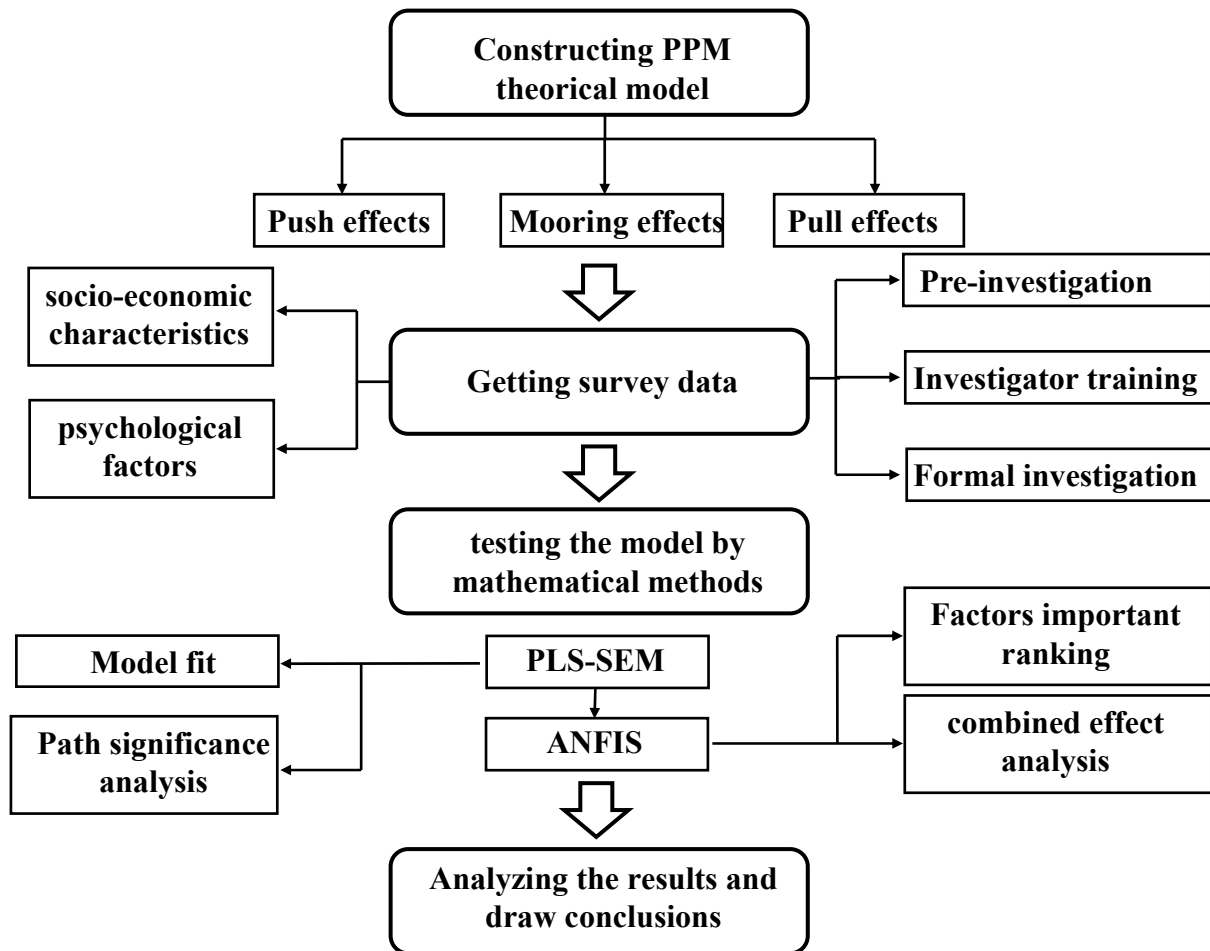 Constructing PPM
theorical model
Push effects
Mooring effects
Pull effects
socio-economic
characteristics
psychological
factors
Getting survey data
Pre-investigation
Investigator training
Formal investigation
testing the model by
mathematical methods
Model fit
Path significance
analysis
PLS-SEM
ANFIS
Factors important
ranking
combined effect
analysis
Analyzing the results and
draw conclusions